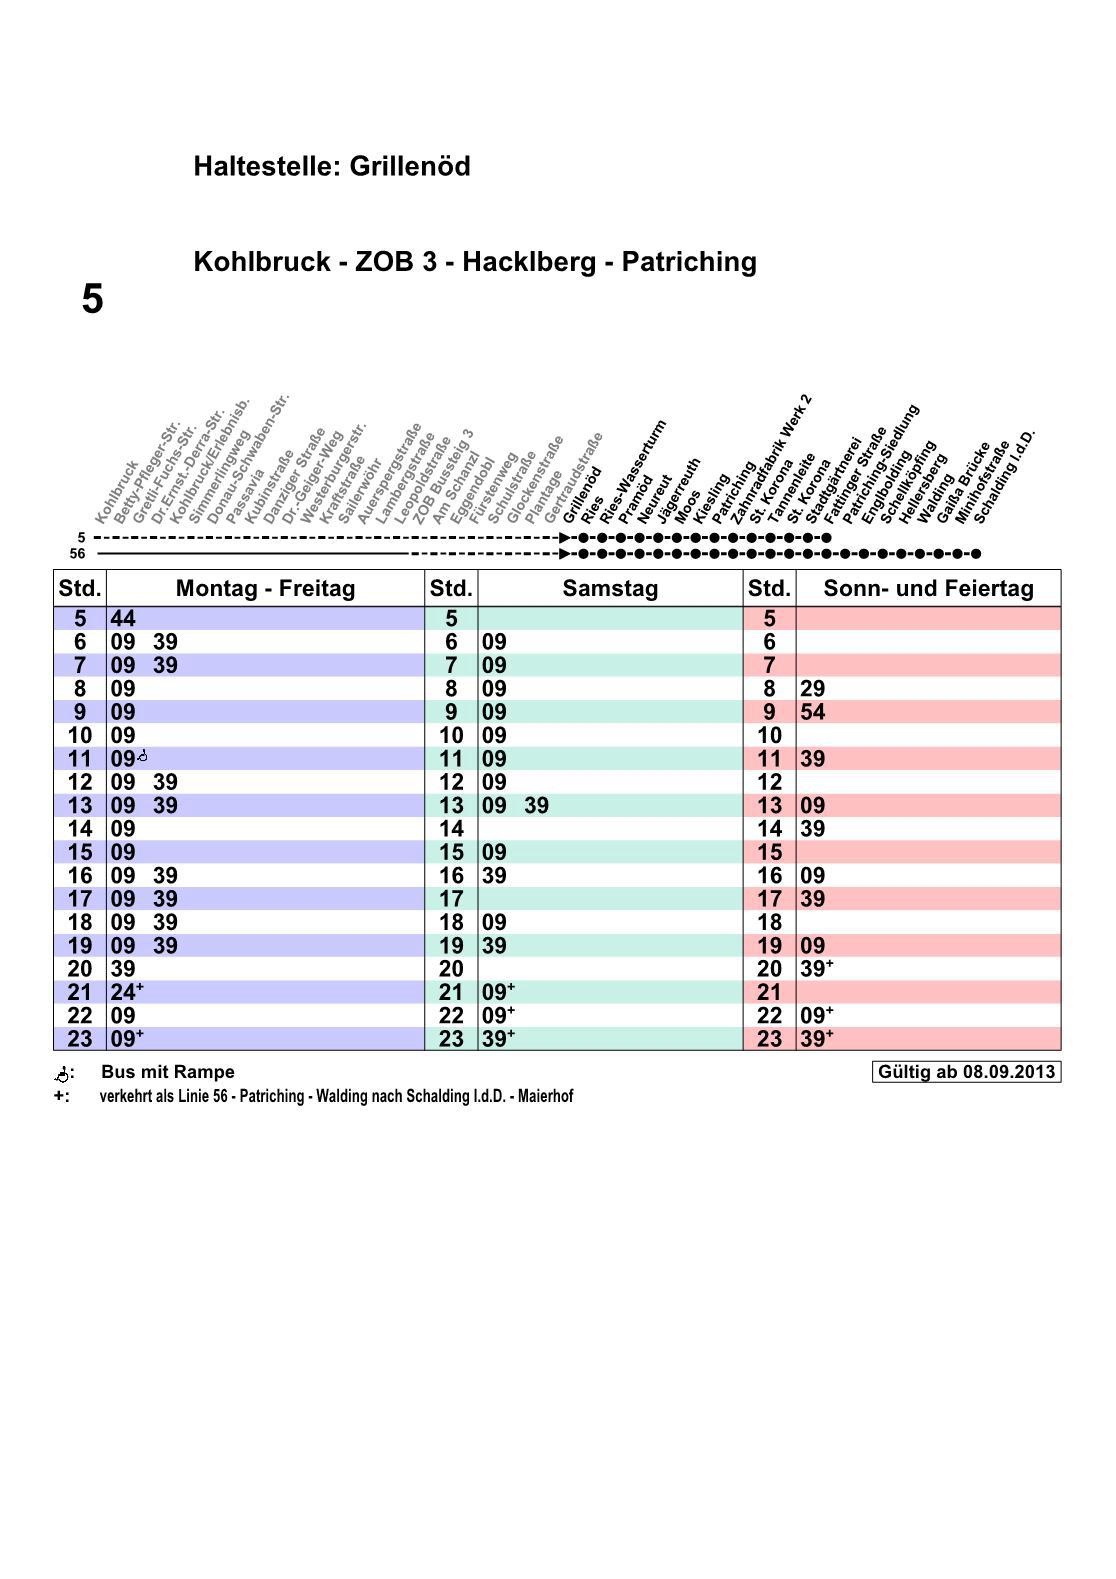 Haltestelle: Grillenöd
Kohlbruck - ZOB 3 - Hacklberg - Patriching
5
Kohlbruck
Betty-Pfleger-Str.
Gretl-Fuchs-Str.
Dr.Ernst.-Derra-Str.
Kohlbruck/Erlebnisb.
Simmerlingweg
Donau-Schwaben-Str.
Passavia
Kubinstraße
Danziger Straße
Dr.-Geiger-Weg
Westerburgerstr.
Kraftstraße
Sailerwöhr
Auerspergstraße
Lambergstraße
Leopoldstraße
ZOB Bussteig 3
Am Schanzl
Eggendobl
Fürstenweg
Schulstraße
Glockenstraße
Plantage
Gertraudstraße
Grillenöd
Ries
Ries-Wasserturm
Pramöd
Neureut
Jägerreuth
Moos
Kiesling
Patriching
Zahnradfabrik Werk 2
St. Korona
Tannenleite
St. Korona
Stadtgärtnerei
Fattinger Straße
Patriching-Siedlung
Englbolding
Schellköpfing
Hellersberg
Walding
Gaißa Brücke
Minihofstraße
Schalding l.d.D.
5
56
Std. Montag - Freitag Std. Samstag Std. Sonn- und Feiertag
5 44 5 5
6 09 39 6 09 6
7 09 39 7 09 7
8 09 8 09 8 29
9 09 9 09 9 54
10 09 10 09 10
11 09 11 09 11 39
12 09 39 12 09 12
13 09 39 13 09 39 13 09
14 09 14 14 39
15 09 15 09 15
16 09 39 16 39 16 09
17 09 39 17 17 39
18 09 39 18 09 18
19 09 39 19 39 19 09
20 39 20 20 39+
21 24+ 21 09+ 21
22 09 22 09+ 22 09+
23 09+ 23 39+ 23 39+
: Bus mit Rampe
Gültig ab 08.09.2013
+: verkehrt als Linie 56 - Patriching - Walding nach Schalding l.d.D. - Maierhof